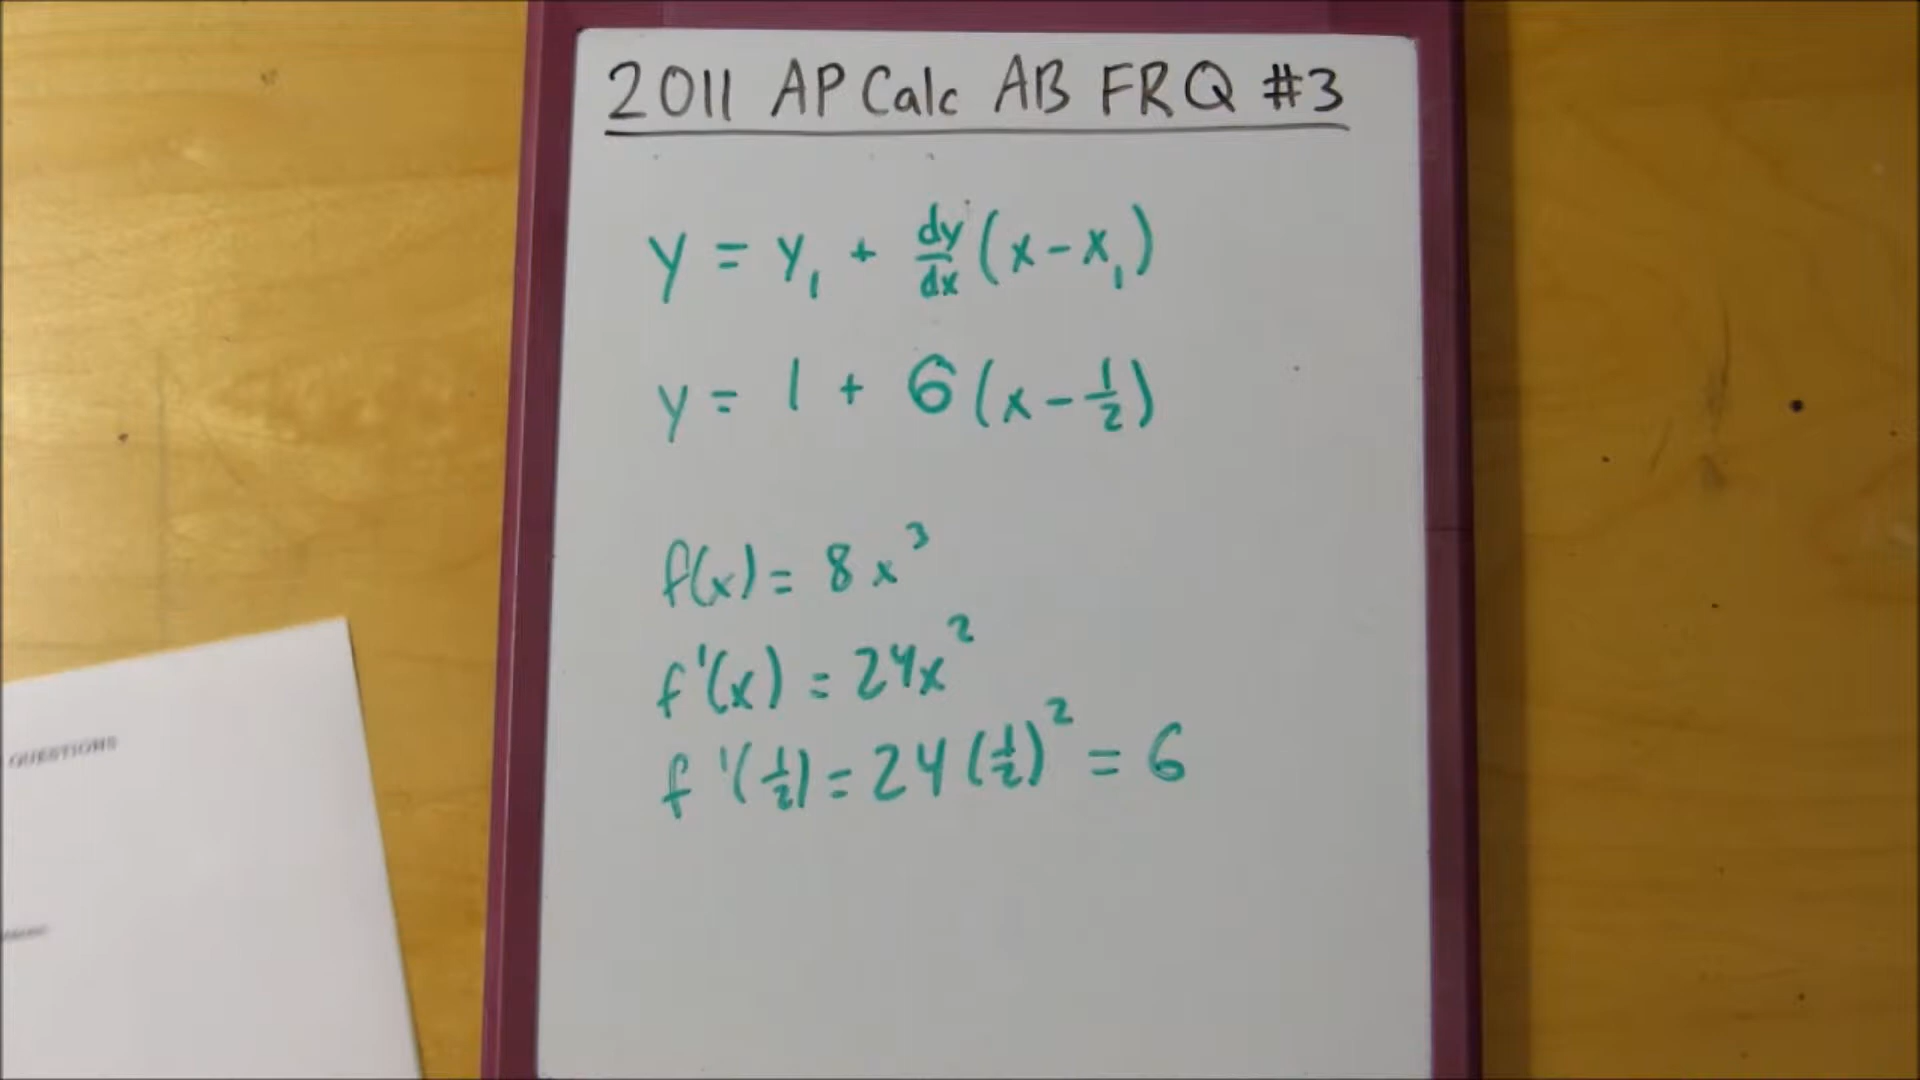 2011 AP Calc AB FRQ #3
y = y₁ + dy/dx (x - x₁)
y = 1 + 6 (x - 1/2)
f(x) = 8x³
f'(x) = 24x²
f'(1/2) = 24(1/2)² = 6
QUESTIONS